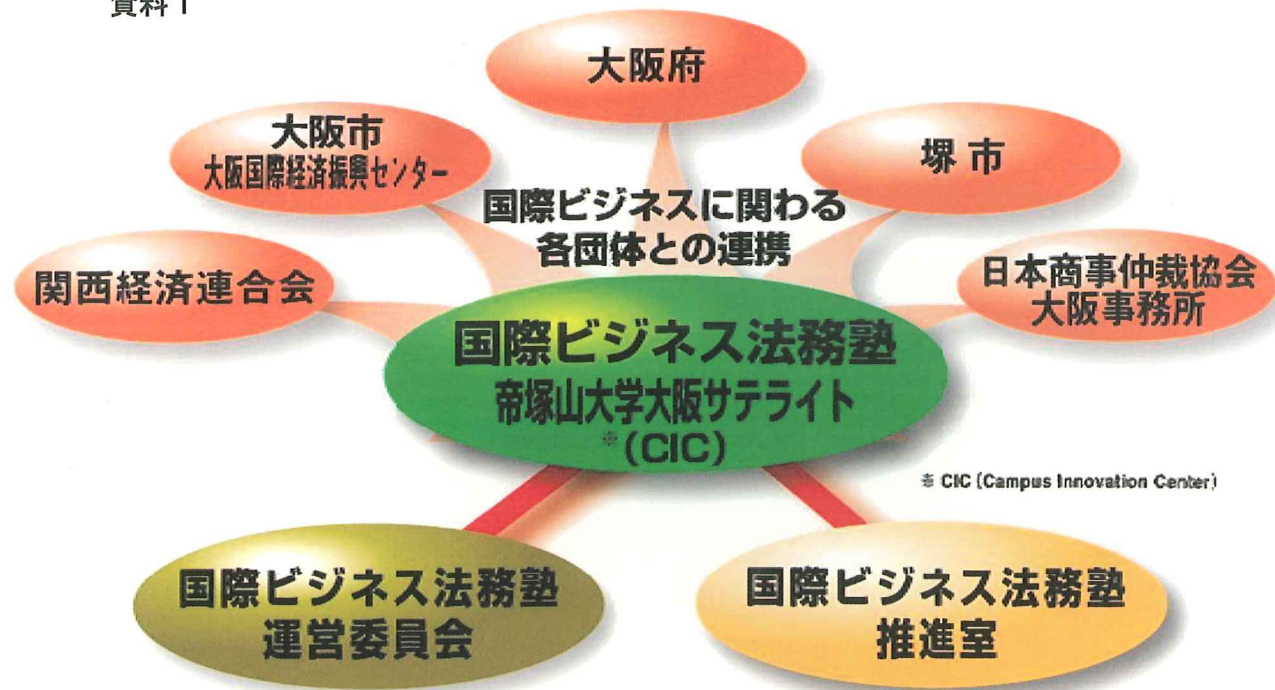 資料1
大阪府
大阪市
大阪国際経済振興センター
堺市
国際ビジネスに関わる
各団体との連携
関西経済連合会
日本商事仲裁協会
大阪事務所
国際ビジネス法務塾
帝塚山大学大阪サテライト
※(CIC)
※ CIC (Campus Innovation Center)
国際ビジネス法務塾
運営委員会
国際ビジネス法務塾
推進室